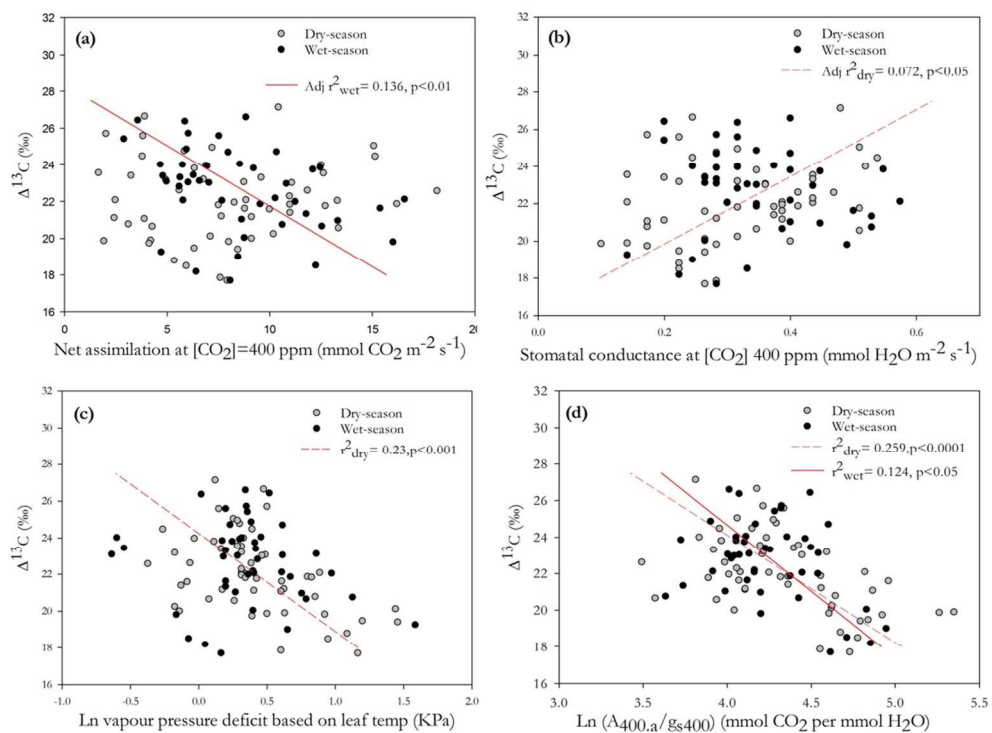 (a)
Dry-season
Wet-season
Adj r²wet= 0.136, p<0.01
32
30
28
26
24
22
20
18
16
Δ¹³C (‰)
0 5 10 15 20
Net assimilation at [CO₂]=400 ppm (mmol CO₂ m⁻² s⁻¹)
(b)
Dry-season
Wet-season
Adj r²dry= 0.072, p<0.05
32
30
28
26
24
22
20
18
16
Δ¹³C (‰)
0.0 0.2 0.4 0.6
Stomatal conductance at [CO₂] 400 ppm (mmol H₂O m⁻² s⁻¹)
(c)
Dry-season
Wet-season
r²dry= 0.23,p<0.001
32
30
28
26
24
22
20
18
16
Δ¹³C (‰)
-1.0 -0.5 0.0 0.5 1.0 1.5 2.0
Ln vapour pressure deficit based on leaf temp (KPa)
(d)
Dry-season
Wet-season
r²dry= 0.259,p<0.0001
r²wet= 0.124, p<0.05
32
30
28
26
24
22
20
18
16
Δ¹³C (‰)
3.0 3.5 4.0 4.5 5.0 5.5
Ln (A400.a/gs400) (mmol CO₂ per mmol H₂O)